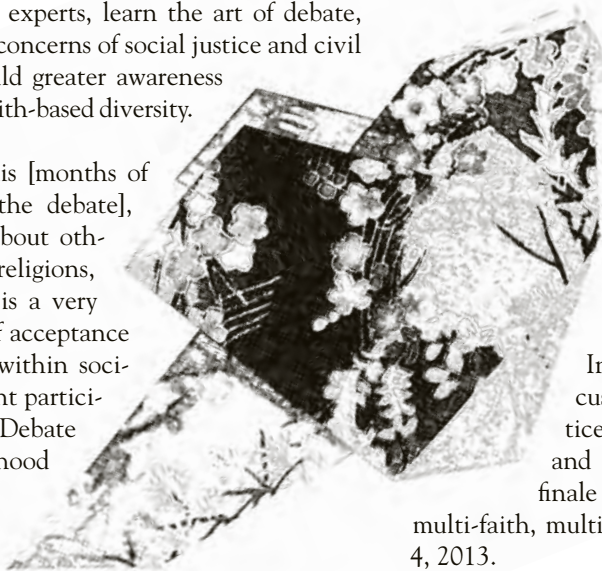 experts, learn the art of debate,
concerns of social justice and civil
ld greater awareness
ith-based diversity.
is [months of
the debate],
bout oth-
religions,
is a very
f acceptance
within soci-
nt partici-
Debate
hood
In
cus
tice
and
finale
multi-faith, multi
4, 2013.